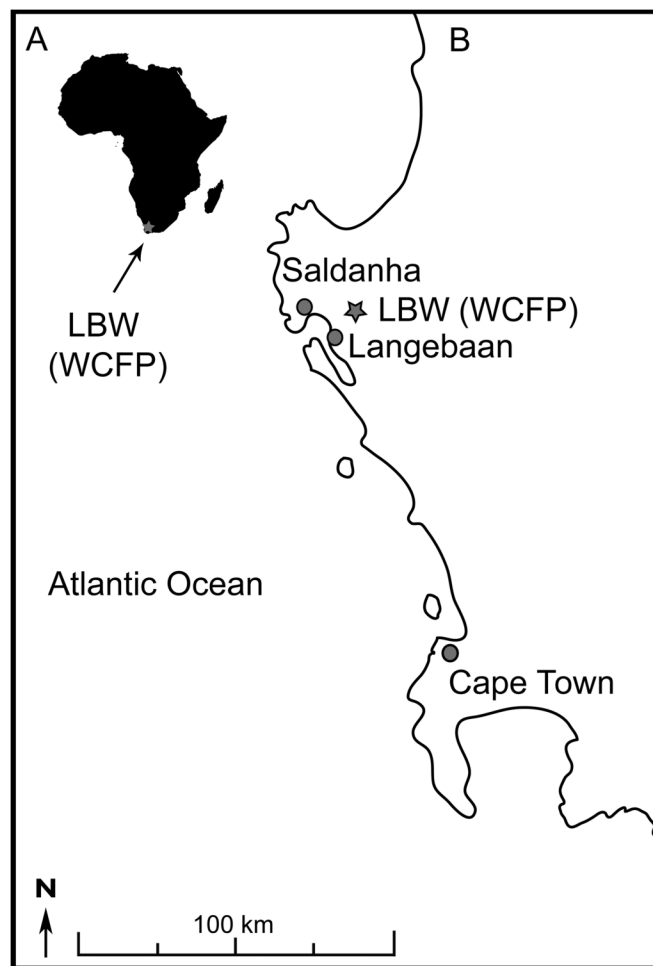 A
B
LBW
(WCFP)
Saldanha
LBW (WCFP)
Langebaan
Atlantic Ocean
Cape Town
N
100 km